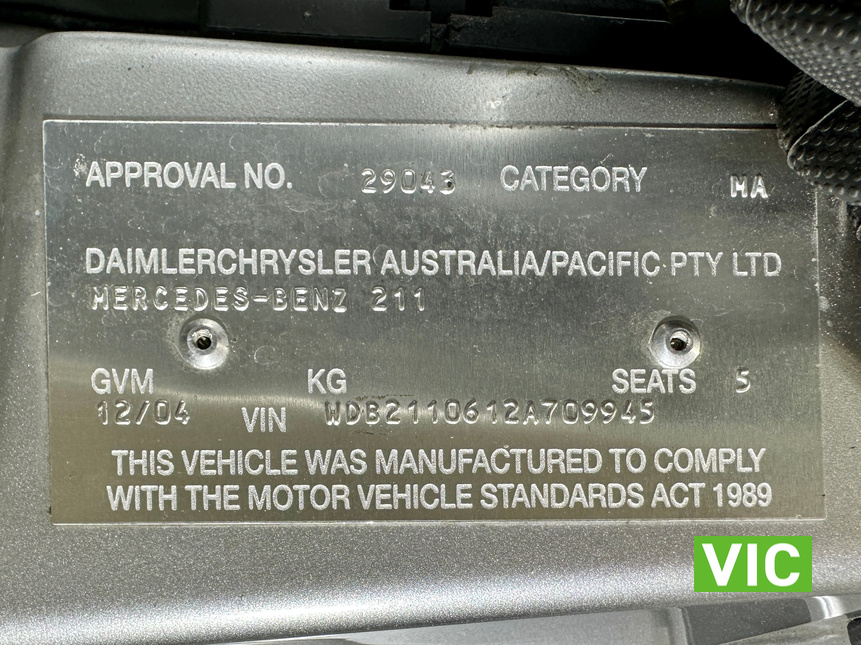 APPROVAL NO. 29043 CATEGORY MA
DAIMLERCHRYSLER AUSTRALIA/PACIFIC PTY LTD
MERCEDES-BENZ 211
GVM KG SEATS 5
12/04 VIN WDB2110612A709945
THIS VEHICLE WAS MANUFACTURED TO COMPLY
WITH THE MOTOR VEHICLE STANDARDS ACT 1989
VIC